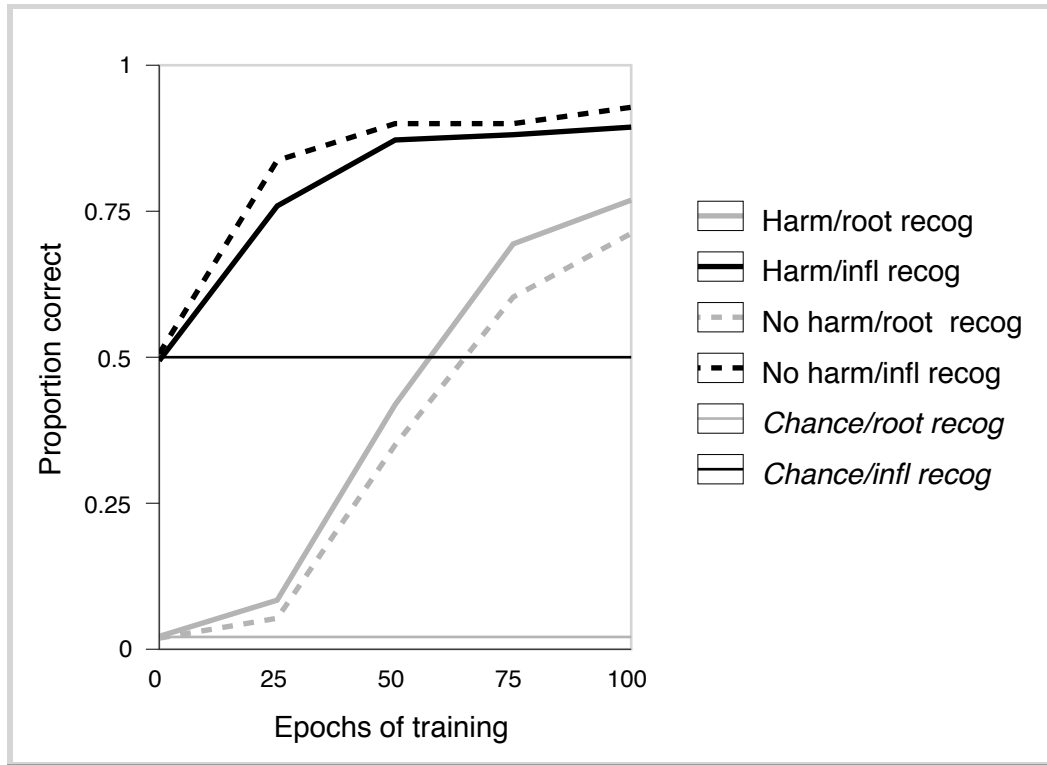 1
0.75
0.5
0.25
0
Proportion correct
0 25 50 75 100
Epochs of training
Harm/root recog
Harm/infl recog
No harm/root recog
No harm/infl recog
Chance/root recog
Chance/infl recog